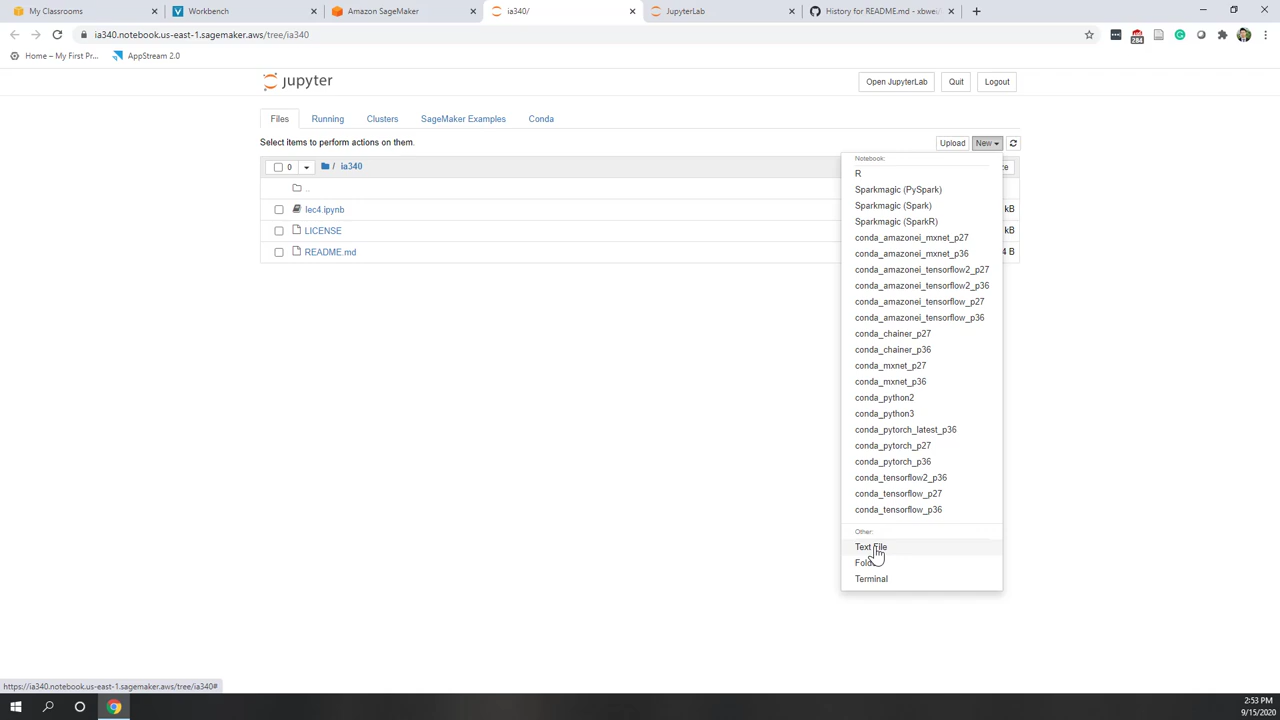 My Classrooms
Workbench
Amazon SageMaker
ia340/
JupyterLab
History for README.md - xbwei/
ia340.notebook.us-east-1.sagemaker.aws/tree/ia340
284
Home – My First Pr...
AppStream 2.0
jupyter
Open JupyterLab
Quit
Logout
Files
Running
Clusters
SageMaker Examples
Conda
Select items to perform actions on them.
Upload
New
0
/ ia340
..
lec4.ipynb
kB
LICENSE
kB
README.md
4 B
Notebook:
R
Sparkmagic (PySpark)
Sparkmagic (Spark)
Sparkmagic (SparkR)
conda_amazonei_mxnet_p27
conda_amazonei_mxnet_p36
conda_amazonei_tensorflow2_p27
conda_amazonei_tensorflow2_p36
conda_amazonei_tensorflow_p27
conda_amazonei_tensorflow_p36
conda_chainer_p27
conda_chainer_p36
conda_mxnet_p27
conda_mxnet_p36
conda_python2
conda_python3
conda_pytorch_latest_p36
conda_pytorch_p27
conda_pytorch_p36
conda_tensorflow2_p36
conda_tensorflow_p27
conda_tensorflow_p36
Other:
Text File
Fold
Terminal
https://ia340.notebook.us-east-1.sagemaker.aws/tree/ia340#
2:53 PM
9/15/2020